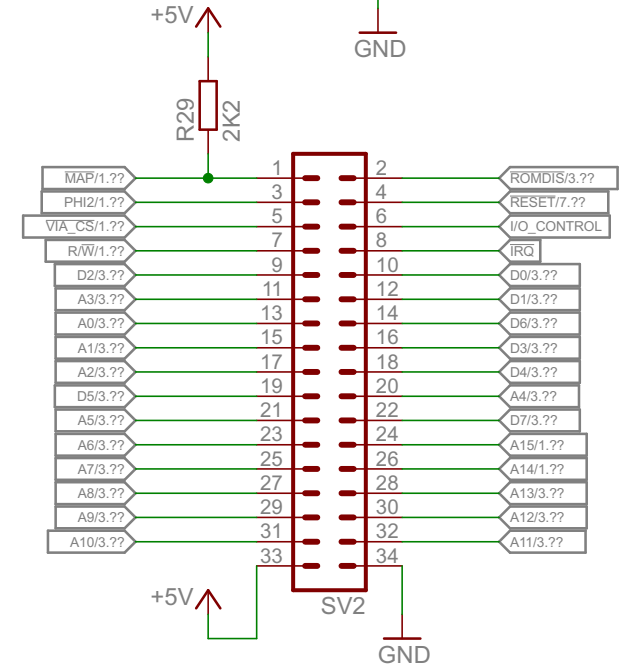 +5V
GND
R29
2K2
M̅A̅P̅/1.?? 1 2 R̅O̅M̅D̅I̅S̅/3.??
PHI2/1.?? 3 4 R̅E̅S̅E̅T̅/7.??
V̅I̅A̅_̅C̅S̅/1.?? 5 6 I/O_CONTROL
R/W̅/1.?? 7 8 I̅R̅Q̅
D2/3.?? 9 10 D0/3.??
A3/3.?? 11 12 D1/3.??
A0/3.?? 13 14 D6/3.??
A1/3.?? 15 16 D3/3.??
A2/3.?? 17 18 D4/3.??
D5/3.?? 19 20 A4/3.??
A5/3.?? 21 22 D7/3.??
A6/3.?? 23 24 A15/1.??
A7/3.?? 25 26 A14/1.??
A8/3.?? 27 28 A13/3.??
A9/3.?? 29 30 A12/3.??
A10/3.?? 31 32 A11/3.??
33 34
+5V
SV2
GND